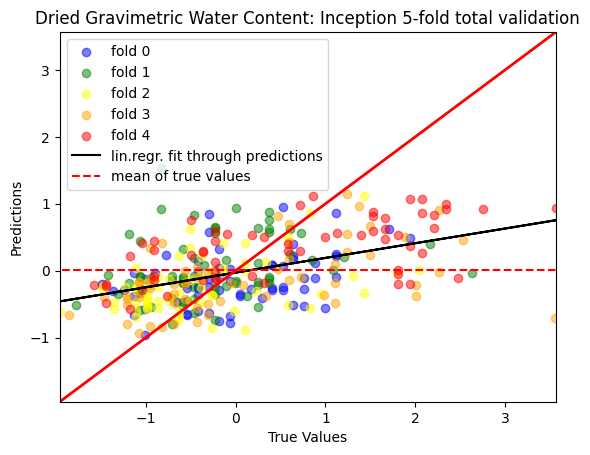 Dried Gravimetric Water Content: Inception 5-fold total validation
fold 0
fold 1
fold 2
fold 3
fold 4
lin.regr. fit through predictions
mean of true values
Predictions
3
2
1
0
−1
−1
0
1
2
3
True Values